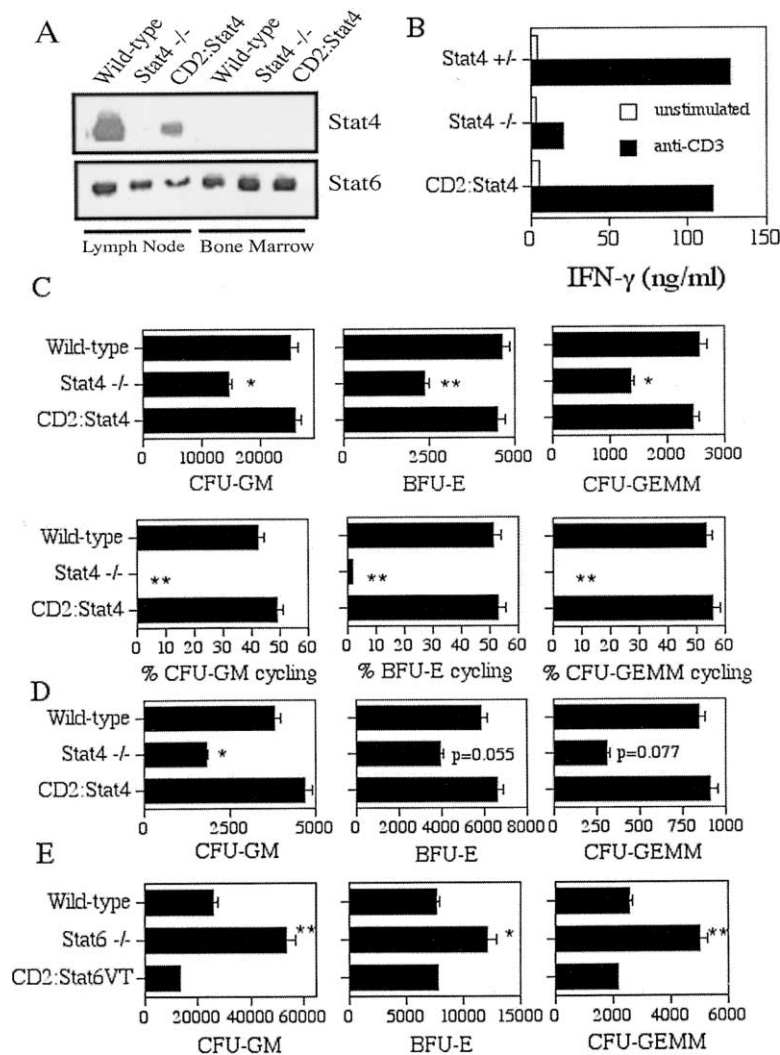 A
Wild-type
Stat4 -/-
CD2:Stat4
Wild-type
Stat4 -/-
CD2:Stat4
Stat4
Stat6
Lymph Node
Bone Marrow
B
Stat4 +/-
Stat4 -/-
CD2:Stat4
unstimulated
anti-CD3
0 50 100 150
IFN-γ (ng/ml)
C
Wild-type
Stat4 -/- * ** *
CD2:Stat4
0 10000 20000 0 2500 5000 0 1000 2000 3000
CFU-GM BFU-E CFU-GEMM
Wild-type
Stat4 -/- ** ** **
CD2:Stat4
0 10 20 30 40 50 60 0 10 20 30 40 50 60 0 10 20 30 40 50 60
% CFU-GM cycling % BFU-E cycling % CFU-GEMM cycling
D
Wild-type
Stat4 -/- * p=0.055 p=0.077
CD2:Stat4
0 2500 5000 0 2000 4000 6000 8000 0 250 500 750 1000
CFU-GM BFU-E CFU-GEMM
E
Wild-type
Stat6 -/- ** * **
CD2:Stat6VT
0 20000 40000 60000 0 5000 10000 15000 0 2000 4000 6000
CFU-GM BFU-E CFU-GEMM